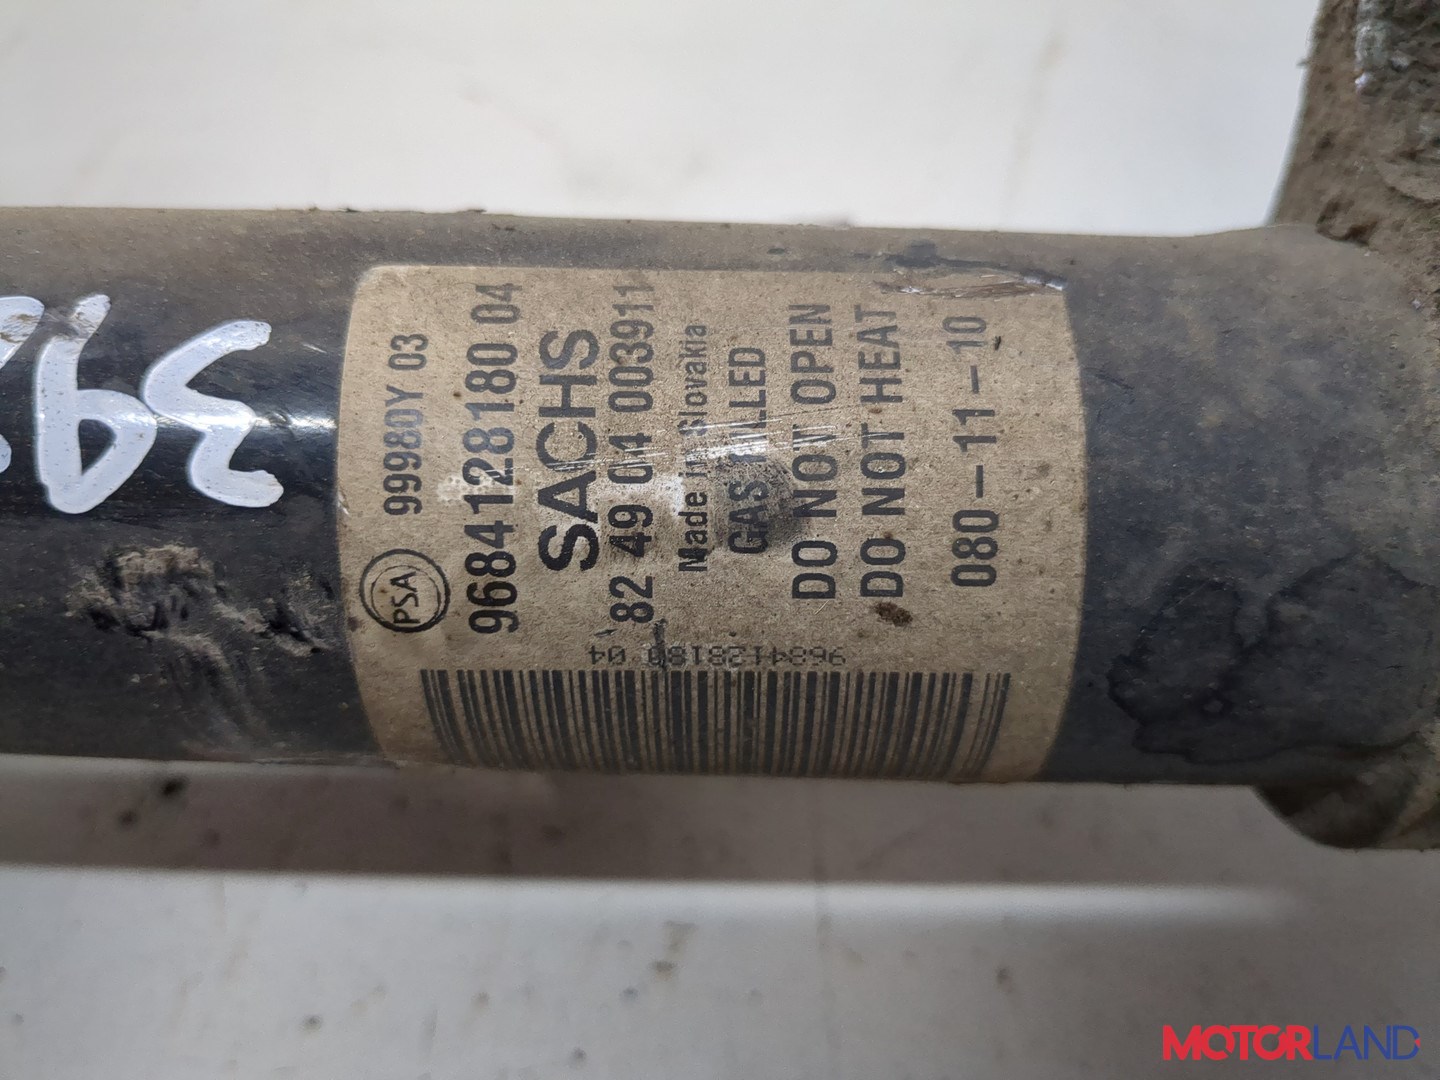 PSA 99980Y 03
9684128180 04
SACHS
82 49 04 003911
Made in Slovakia
GAS FILLED
DO NOT OPEN
DO NOT HEAT
080-11-10
9684128180 04
MOTORLAND